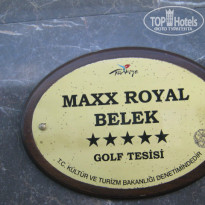 TOP HOTELS
Türkiye
MAXX ROYAL
BELEK
★★★★★
GOLF TESİSİ
T.C. KÜLTÜR VE TURİZM BAKANLIĞI DENETİMİNDEDİR